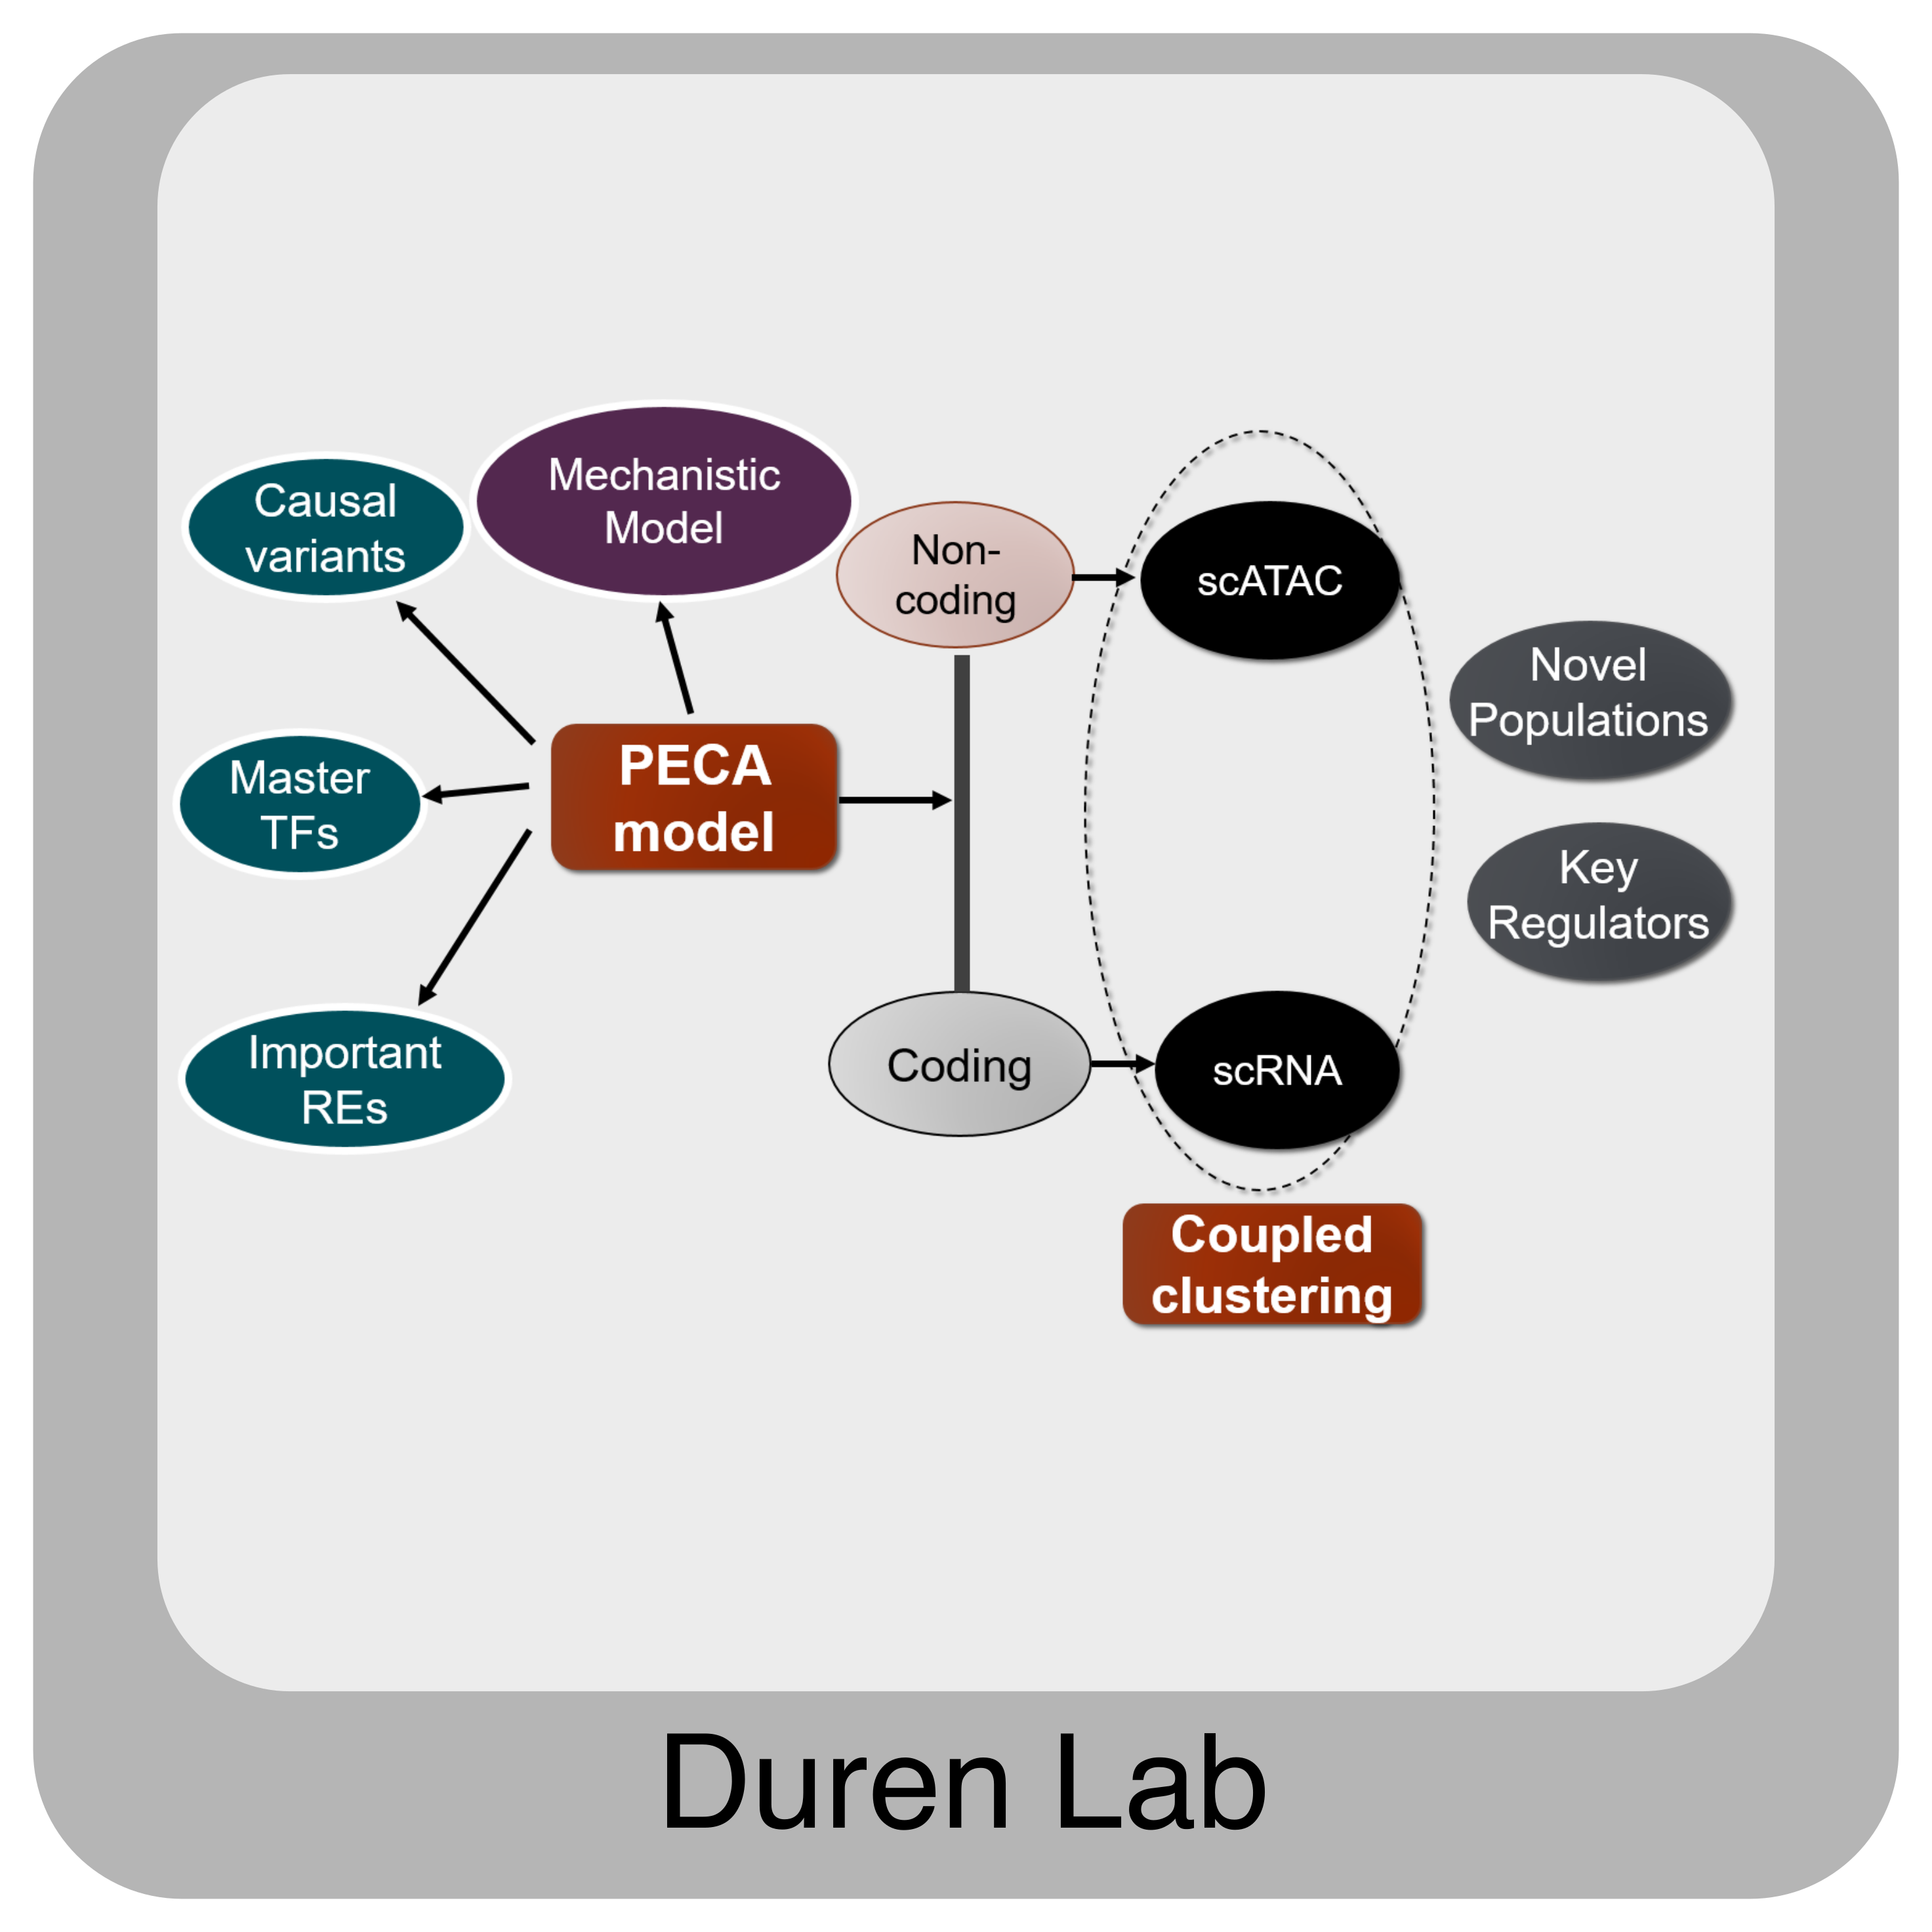 Causal
variants
Mechanistic
Model
Non-
coding
scATAC
Novel
Populations
Master
TFs
PECA
model
Key
Regulators
Important
REs
Coding
scRNA
Coupled
clustering
Duren Lab